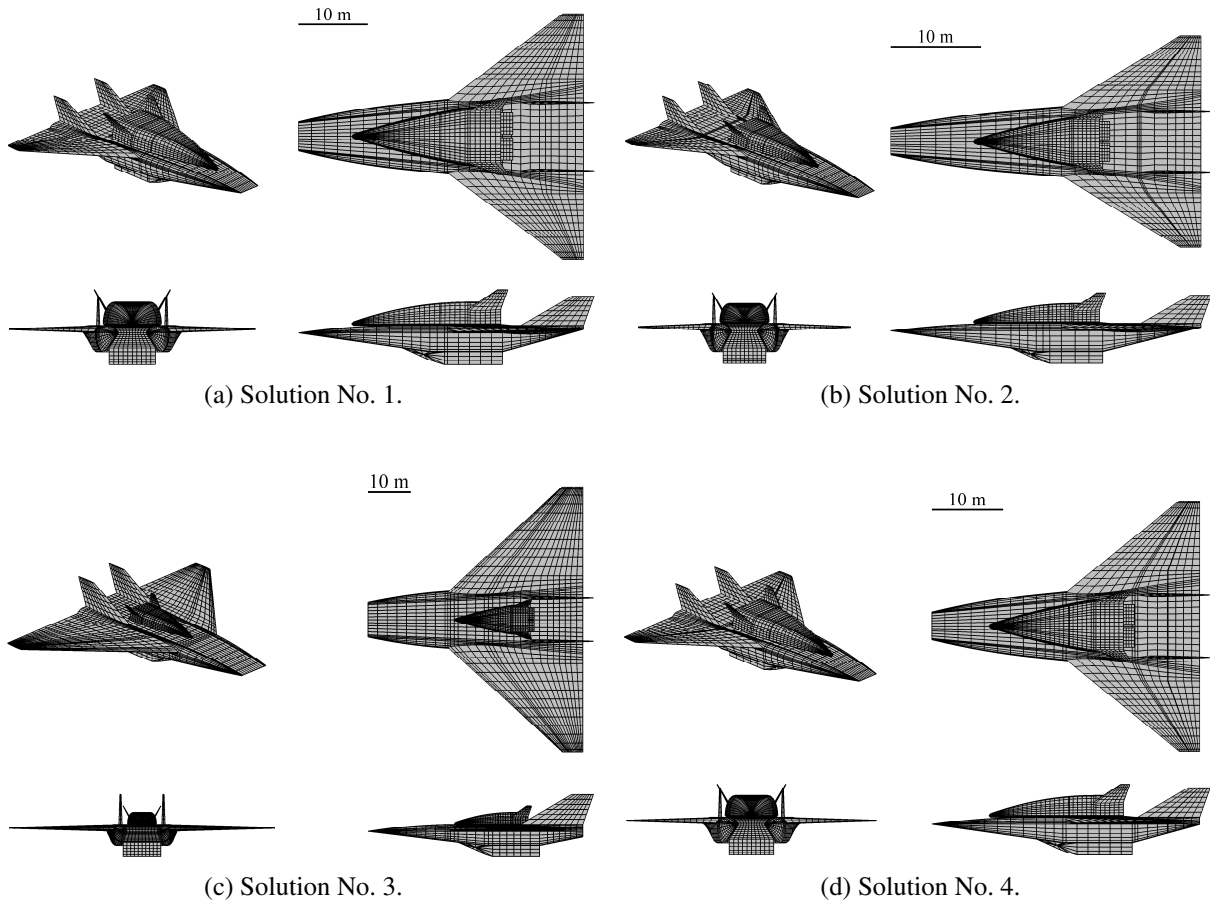 10 m
10 m
(a) Solution No. 1.
(b) Solution No. 2.
10 m
10 m
(c) Solution No. 3.
(d) Solution No. 4.